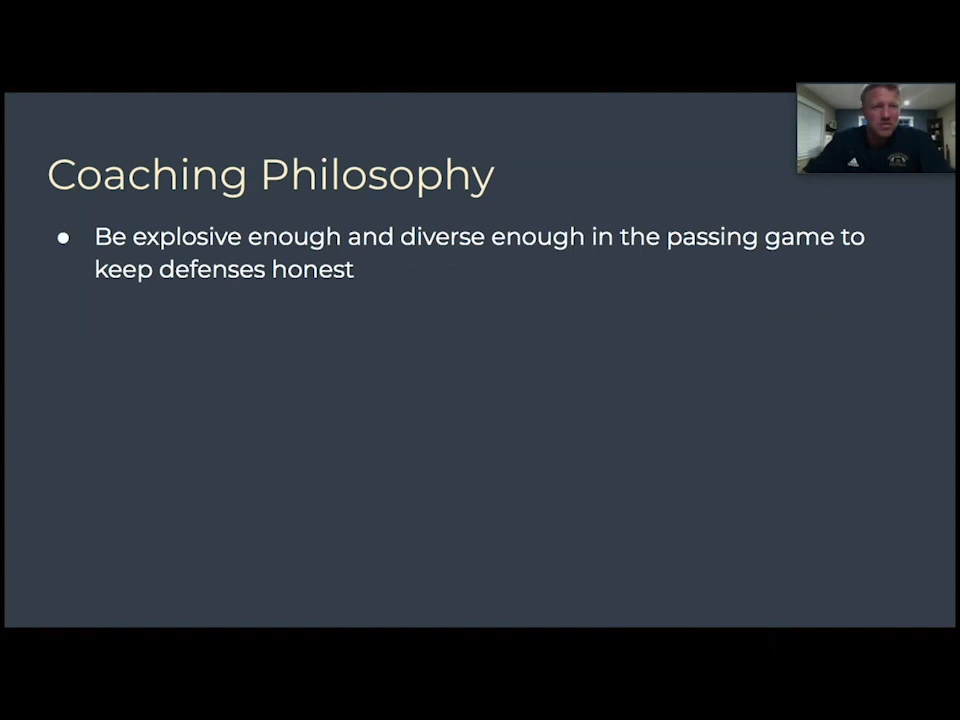 Coaching Philosophy
● Be explosive enough and diverse enough in the passing game to
keep defenses honest